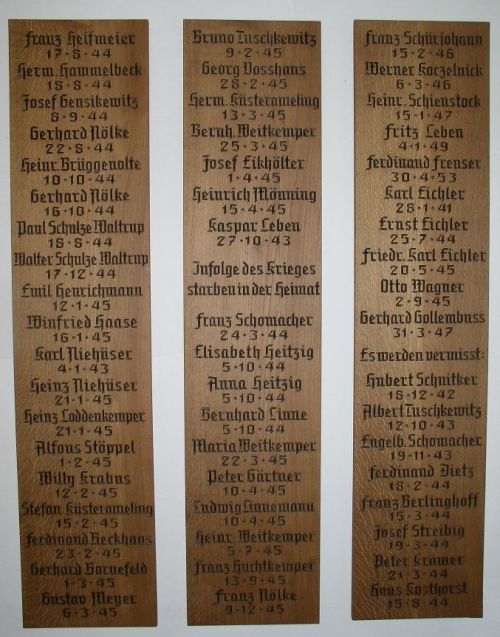 Franz Helfmeier
17·8·44
Herm. Hammelbeck
18·8·44
Josef Gensikewitz
8·9·44
Gerhard Nölke
22·8·44
Heinr. Brüggenolte
10·10·44
Gerhard Nölke
16·10·44
Paul Schulze Waltrup
18·8·44
Walter Schulze Waltrup
17·12·44
Emil Henrichmann
12·1·45
Winfried Haase
16·1·45
Karl Niehüser
4·1·43
Heinz Niehüser
21·1·45
Heinz Loddenkemper
21·1·45
Alfons Stöppel
1·2·45
Willy Krabus
12·2·45
Stefan Küsterameling
15·2·45
Ferdinand Reckhaus
23·2·45
Gerhard Bornefeld
1·3·45
Gustav Meyer
6·3·45
Bruno Tuschkewitz
9·2·45
Georg Vosshans
28·2·45
Herm. Küsterameling
13·3·45
Bernh. Weitkemper
25·3·45
Josef Eikhölter
1·4·45
Heinrich Mönning
15·4·45
Kaspar Leben
27·10·43
Infolge des Krieges
starben in der Heimat
Franz Schomacher
24·3·44
Elisabeth Heitzig
5·10·44
Anna Heitzig
5·10·44
Bernhard Linne
5·10·44
Maria Weitkemper
22·3·45
Peter Gärtner
10·4·45
Ludwig Linnemann
10·4·45
Heinr. Weitkemper
5·7·45
Franz Huchtkemper
13·9·45
Franz Nölke
9·12·45
Franz Schürjohann
15·2·46
Werner Korzelnick
6·3·46
Heinr. Schienstock
15·1·47
Fritz Leben
4·1·49
Ferdinand Frenser
30·4·53
Karl Eichler
28·1·41
Ernst Eichler
25·7·44
Friedr. Karl Eichler
20·5·45
Otto Wagner
2·9·45
Gerhard Gollembuss
31·3·47
Es werden vermisst:
Hubert Schnitker
18·12·42
Albert Tuschkewitz
12·10·43
Engelb. Schomacher
19·11·43
Ferdinand Dietz
18·2·44
Franz Berlinghoff
15·3·44
Josef Streibig
19·3·44
Peter Krämer
21·3·44
Hans Kosthorst
15·8·44